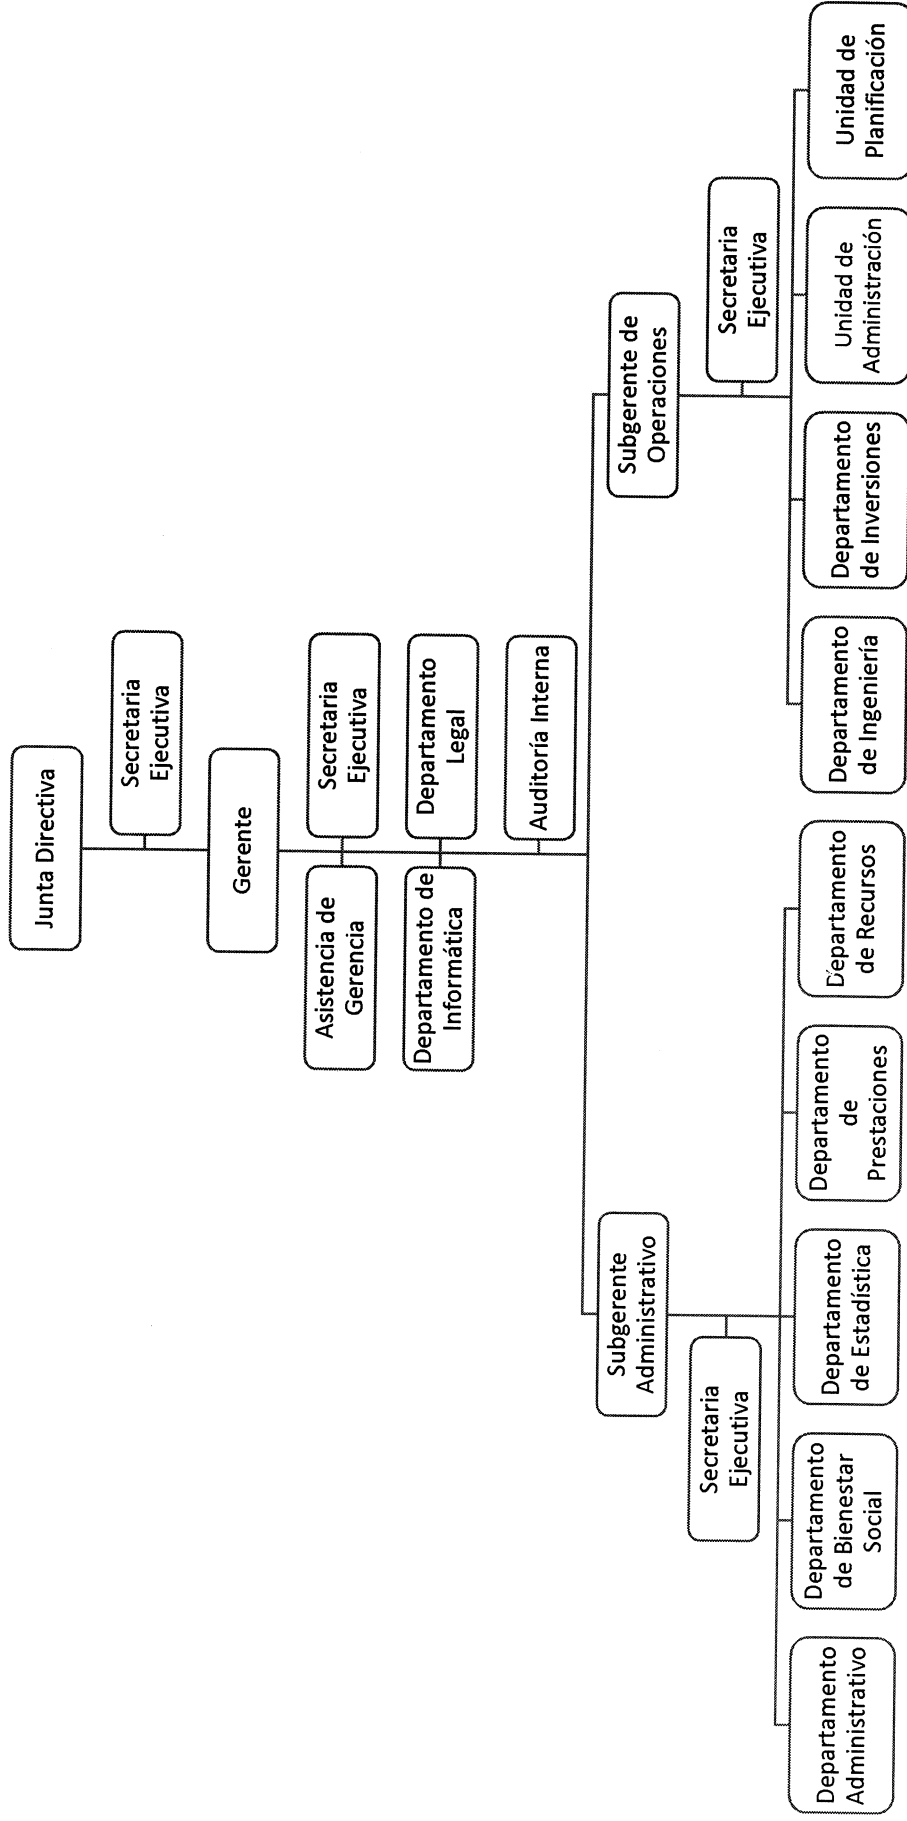 Junta Directiva
Secretaria
Ejecutiva
Gerente
Asistencia de
Gerencia
Secretaria
Ejecutiva
Departamento de
Informática
Departamento
Legal
Auditoría Interna
Subgerente
Administrativo
Subgerente de
Operaciones
Secretaria
Ejecutiva
Secretaria
Ejecutiva
Departamento
Administrativo
Departamento
de Bienestar
Social
Departamento
de Estadística
Departamento
de
Prestaciones
Departamento
de Recursos
Departamento
de Ingeniería
Departamento
de Inversiones
Unidad de
Administración
Unidad de
Planificación